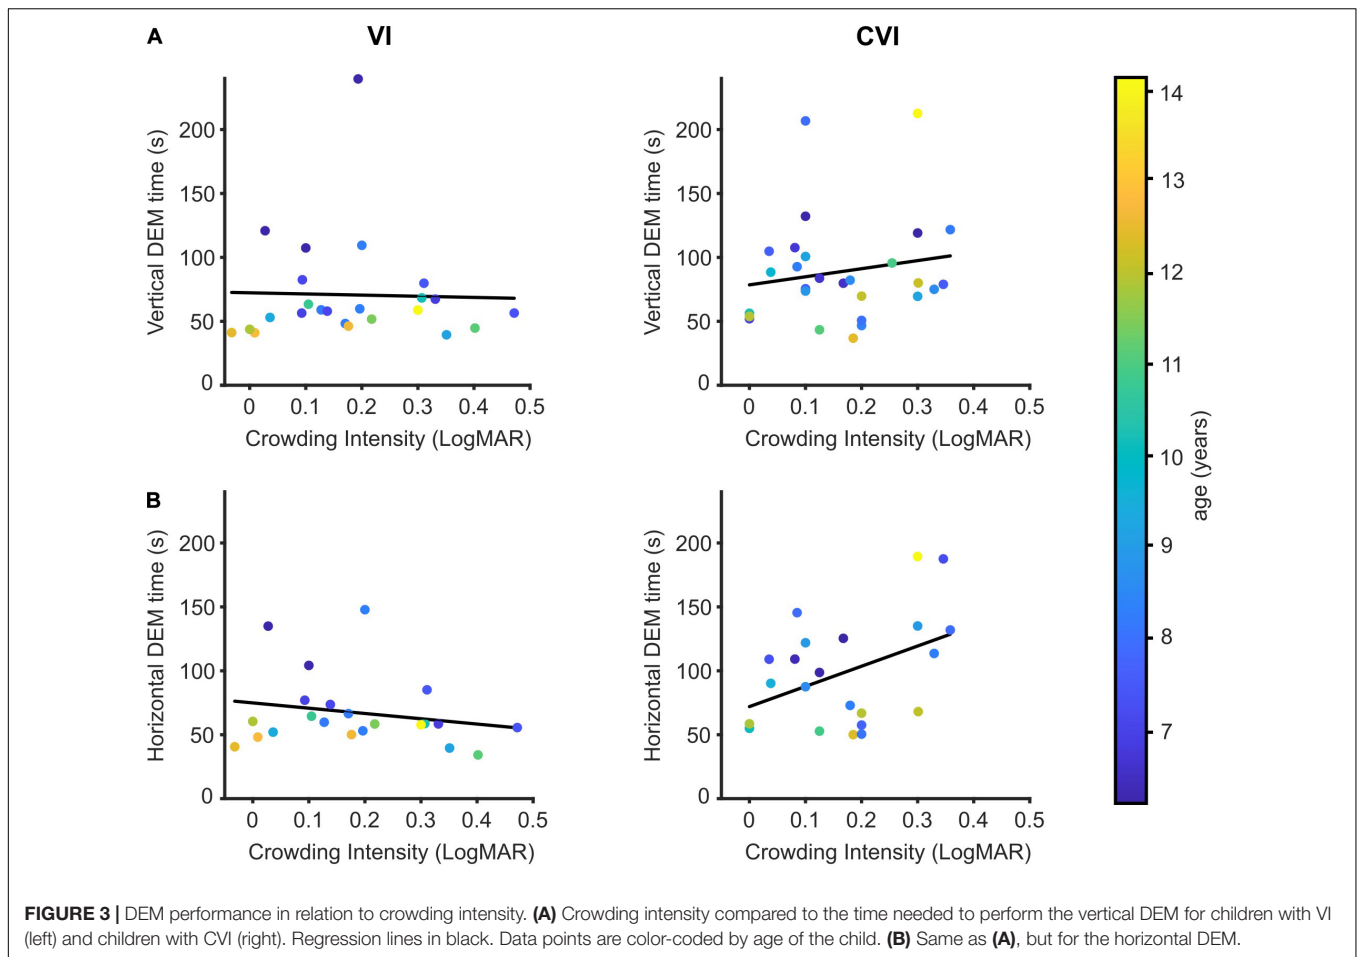 A
VI
CVI
200
150
100
50
0
Vertical DEM time (s)
0 0.1 0.2 0.3 0.4 0.5
Crowding Intensity (LogMAR)
200
150
100
50
0
Vertical DEM time (s)
0 0.1 0.2 0.3 0.4 0.5
Crowding Intensity (LogMAR)
B
200
150
100
50
0
Horizontal DEM time (s)
0 0.1 0.2 0.3 0.4 0.5
Crowding Intensity (LogMAR)
200
150
100
50
0
Horizontal DEM time (s)
0 0.1 0.2 0.3 0.4 0.5
Crowding Intensity (LogMAR)
14
13
12
11
10
9
8
7
age (years)
FIGURE 3 | DEM performance in relation to crowding intensity. (A) Crowding intensity compared to the time needed to perform the vertical DEM for children with VI
(left) and children with CVI (right). Regression lines in black. Data points are color-coded by age of the child. (B) Same as (A), but for the horizontal DEM.